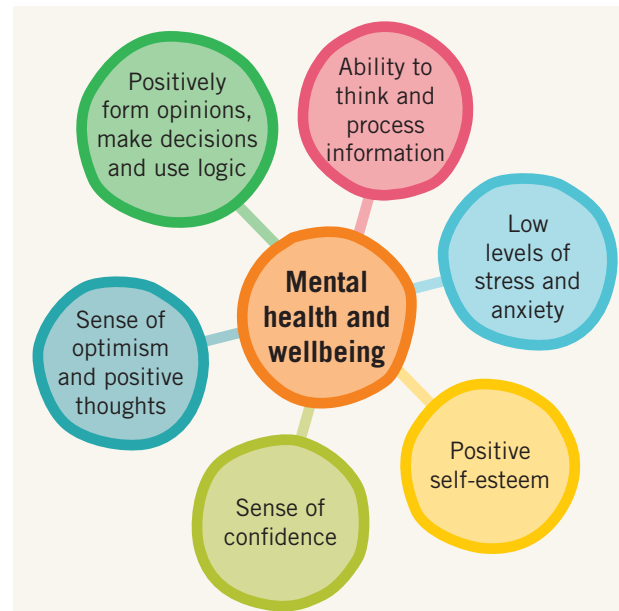 Positively
form opinions,
make decisions
and use logic
Ability to
think and
process
information
Low
levels of
stress and
anxiety
Mental
health and
wellbeing
Sense of
optimism
and positive
thoughts
Positive
self-esteem
Sense of
confidence